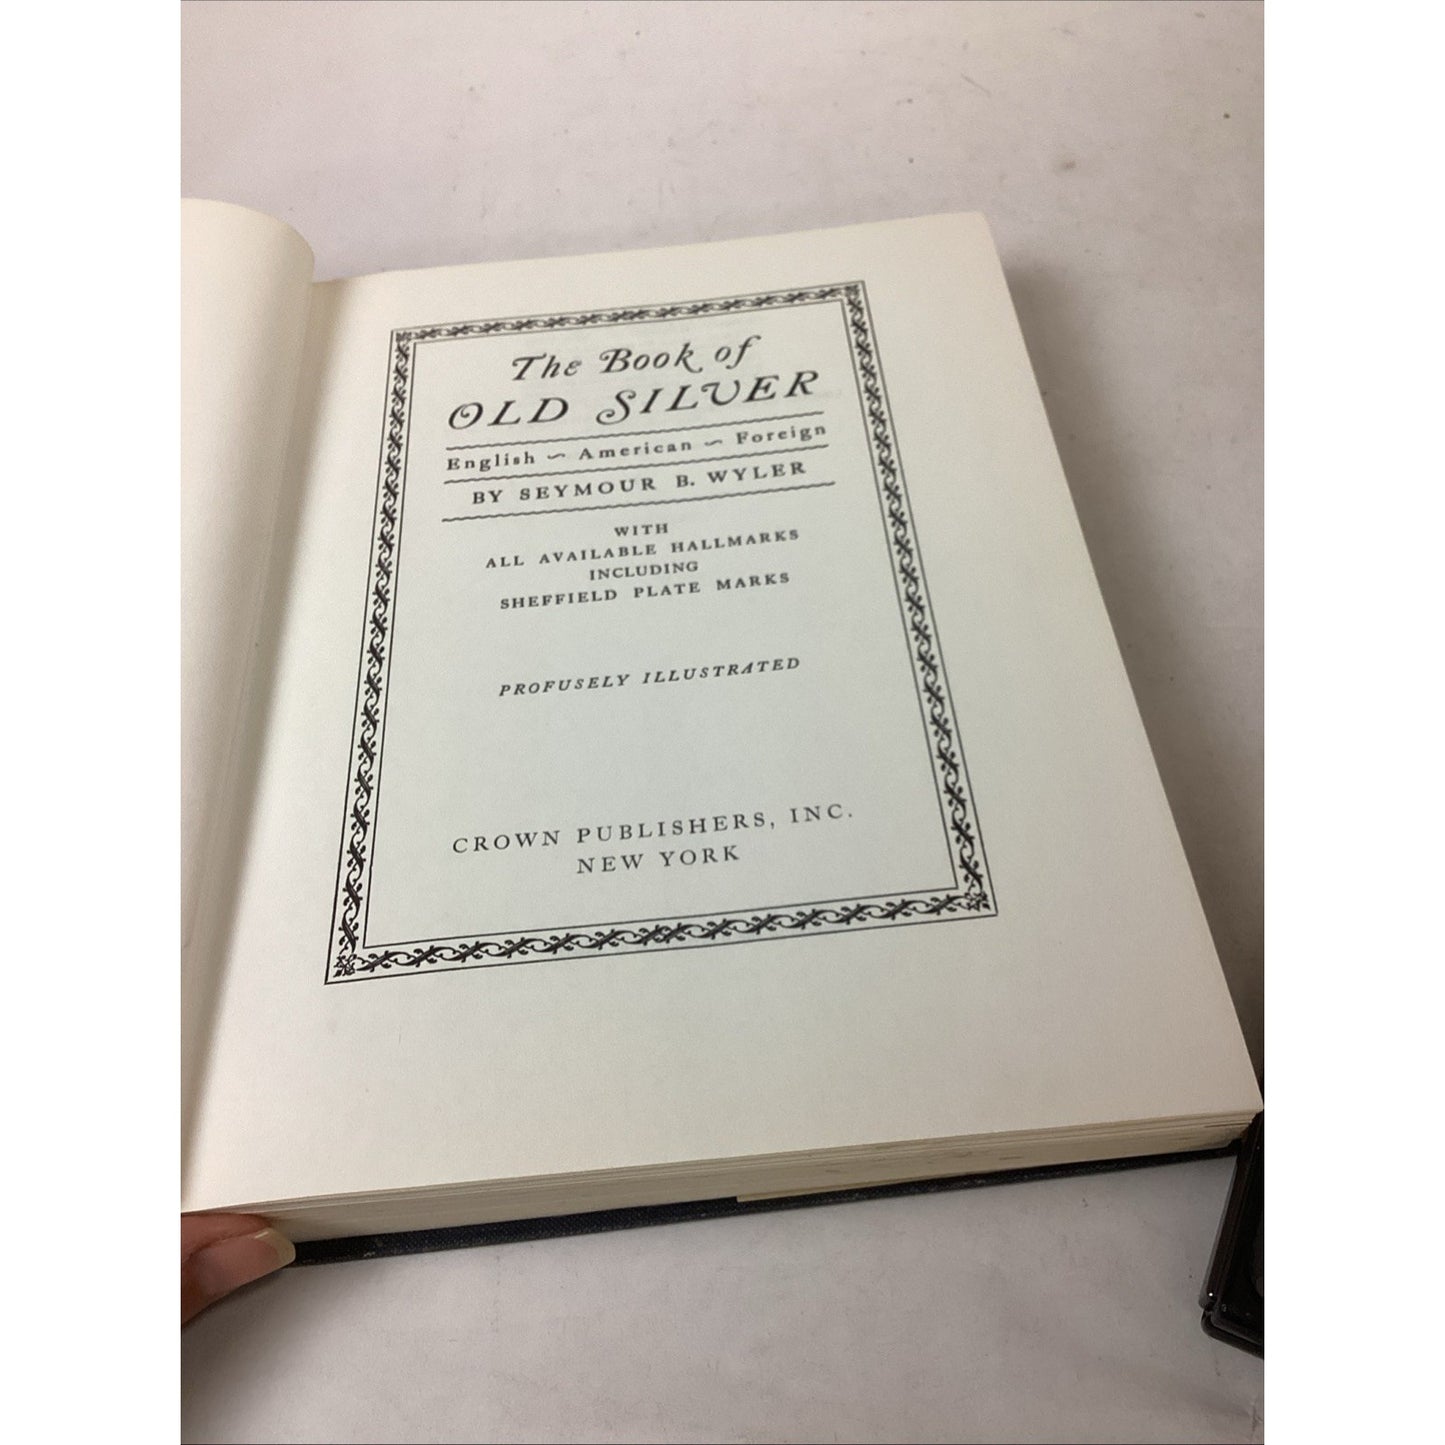 The Book of
OLD SILVER
English ~ American ~ Foreign
BY SEYMOUR B. WYLER
WITH
ALL AVAILABLE HALLMARKS
INCLUDING
SHEFFIELD PLATE MARKS
PROFUSELY ILLUSTRATED
CROWN PUBLISHERS, INC.
NEW YORK